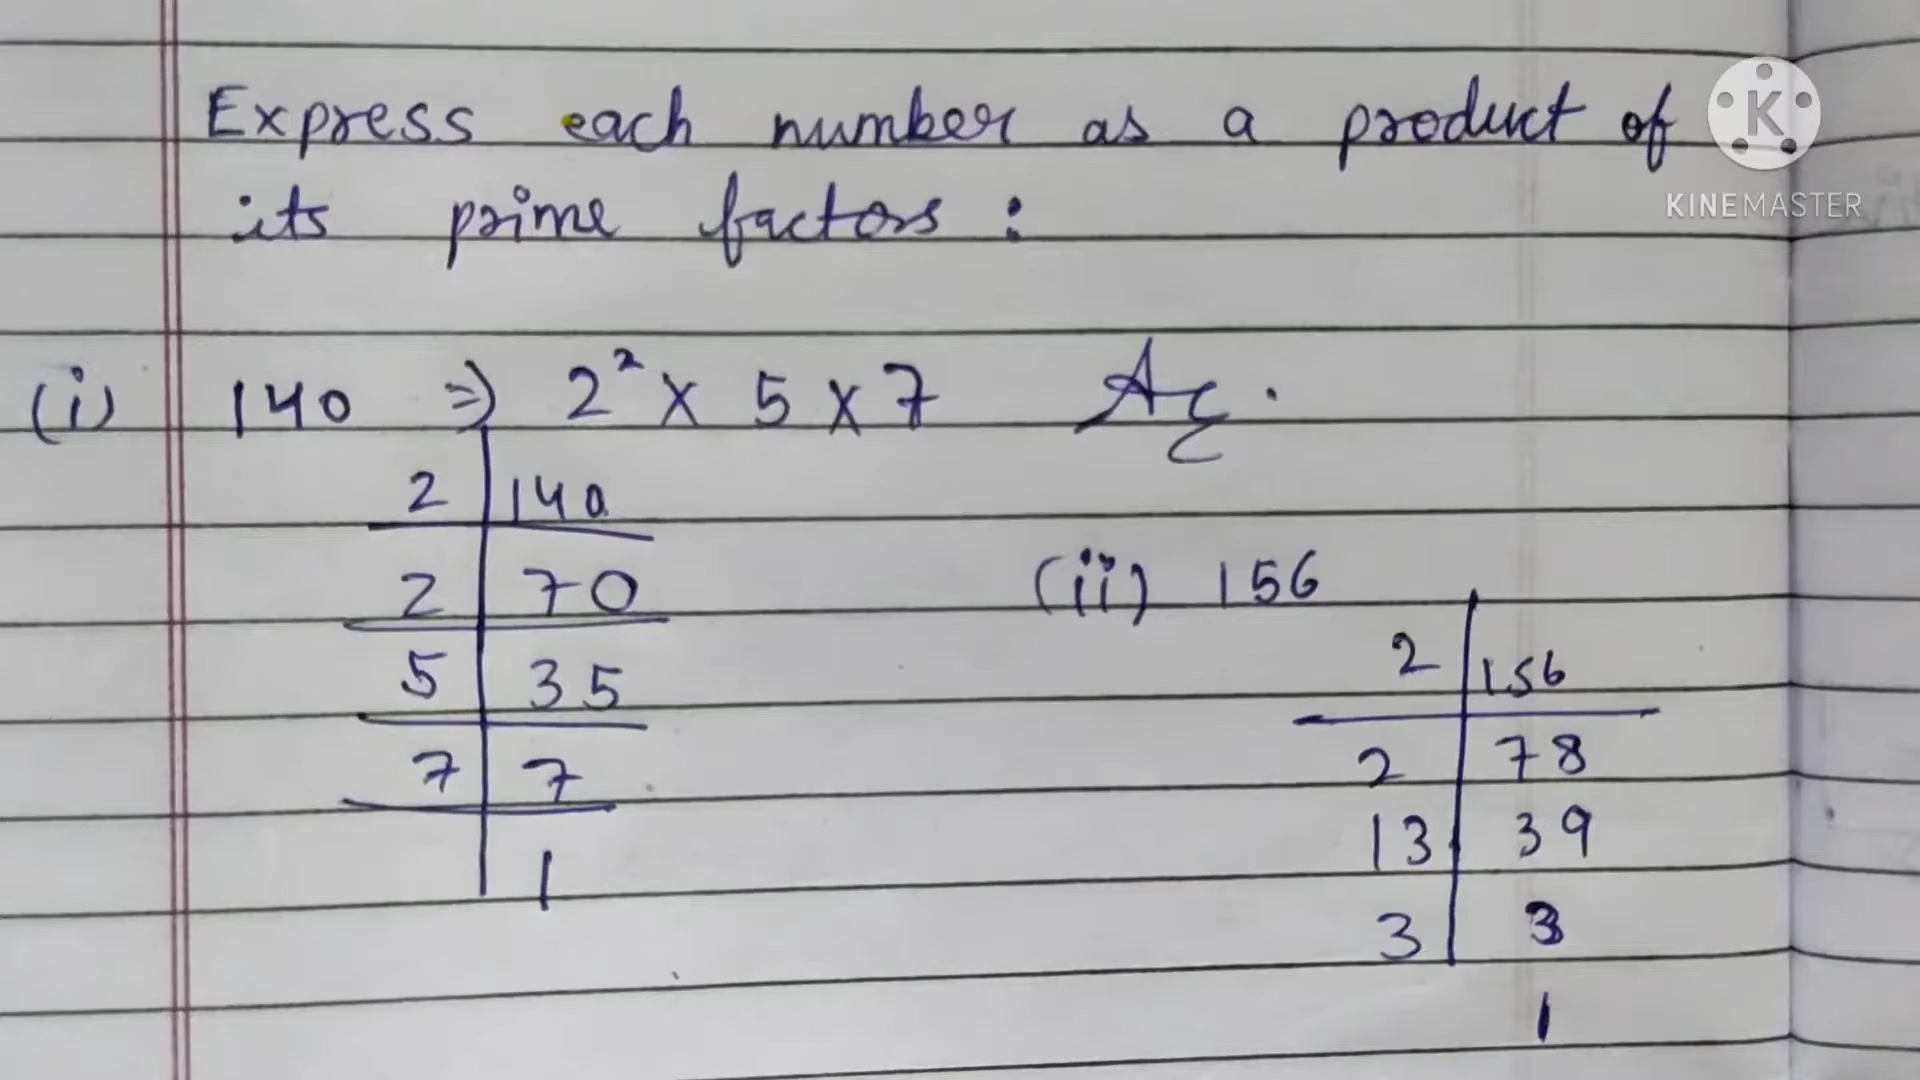 Express each number as a product of
its prime factors :
K
KINEMASTER
(i) 140 ⇒ 2² × 5 × 7
2 | 140
2 | 70
5 | 35
7 | 7
1
(ii) 156
2 | 156
2 | 78
13 | 39
3 | 3
1